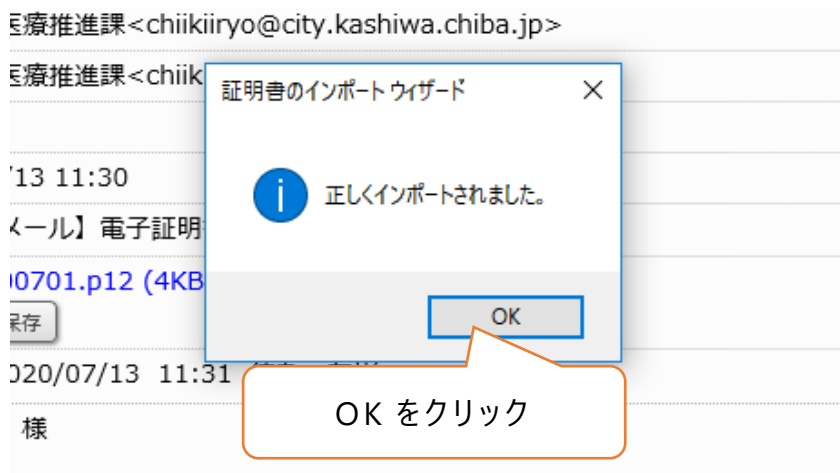 医療推進課<chiikiiryo@city.kashiwa.chiba.jp>
医療推進課<chiik
証明書のインポート ウィザード
/13 11:30
正しくインポートされました。
メール】電子証明
00701.p12 (4KB
保存
OK
020/07/13 11:31
OK をクリック
様